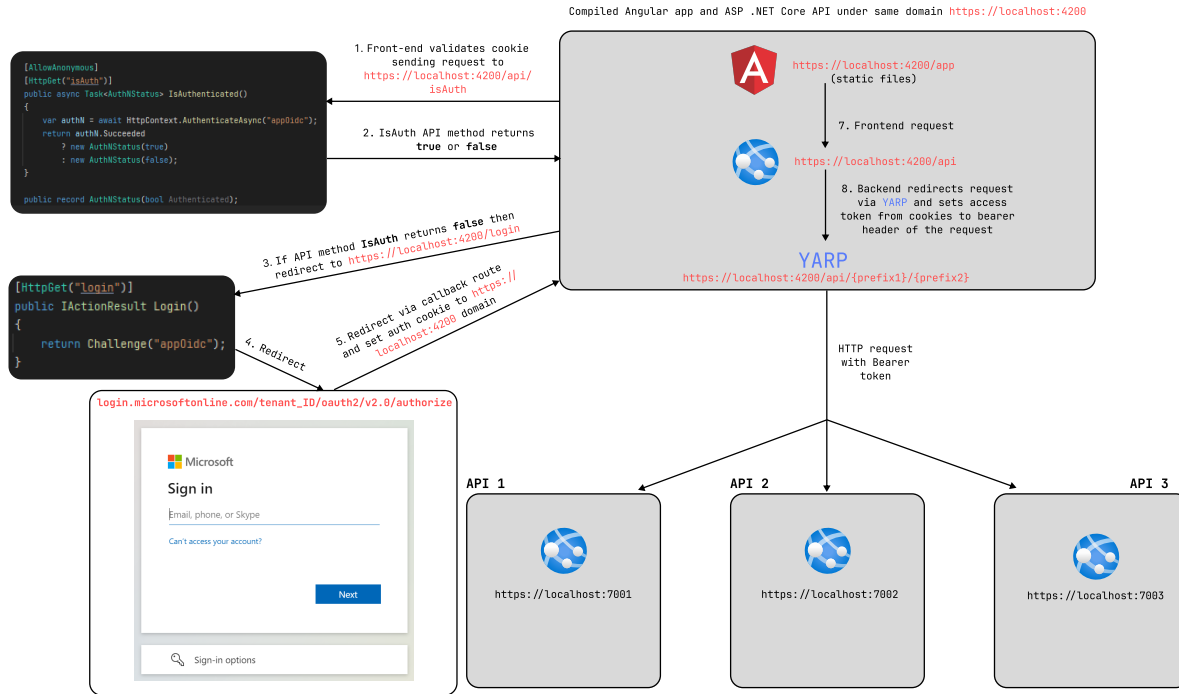 Compiled Angular app and ASP .NET Core API under same domain https://localhost:4200
[AllowAnonymous]
[HttpGet("isAuth")]
public async Task<AuthNStatus> IsAuthenticated()
{
var authN = await HttpContext.AuthenticateAsync("appOidc");
return authN.Succeeded
? new AuthNStatus(true)
: new AuthNStatus(false);
}
public record AuthNStatus(bool Authenticated);
1. Front-end validates cookie
sending request to
https://localhost:4200/api/
isAuth
2. IsAuth API method returns
true or false
https://localhost:4200/app
(static files)
7. Frontend request
https://localhost:4200/api
8. Backend redirects request
via YARP and sets access
token from cookies to bearer
header of the request
YARP
https://localhost:4200/api/{prefix1}/{prefix2}
3. If API method IsAuth returns false then
redirect to https://localhost:4200/login
[HttpGet("login")]
public IActionResult Login()
{
return Challenge("appOidc");
}
4. Redirect
5. Redirect via callback route
and set auth cookie to https://
localhost:4200 domain
login.microsoftonline.com/tenant_ID/oauth2/v2.0/authorize
Microsoft
Sign in
Email, phone, or Skype
Can't access your account?
Next
Sign-in options
HTTP request
with Bearer
token
API 1
https://localhost:7001
API 2
https://localhost:7002
API 3
https://localhost:7003